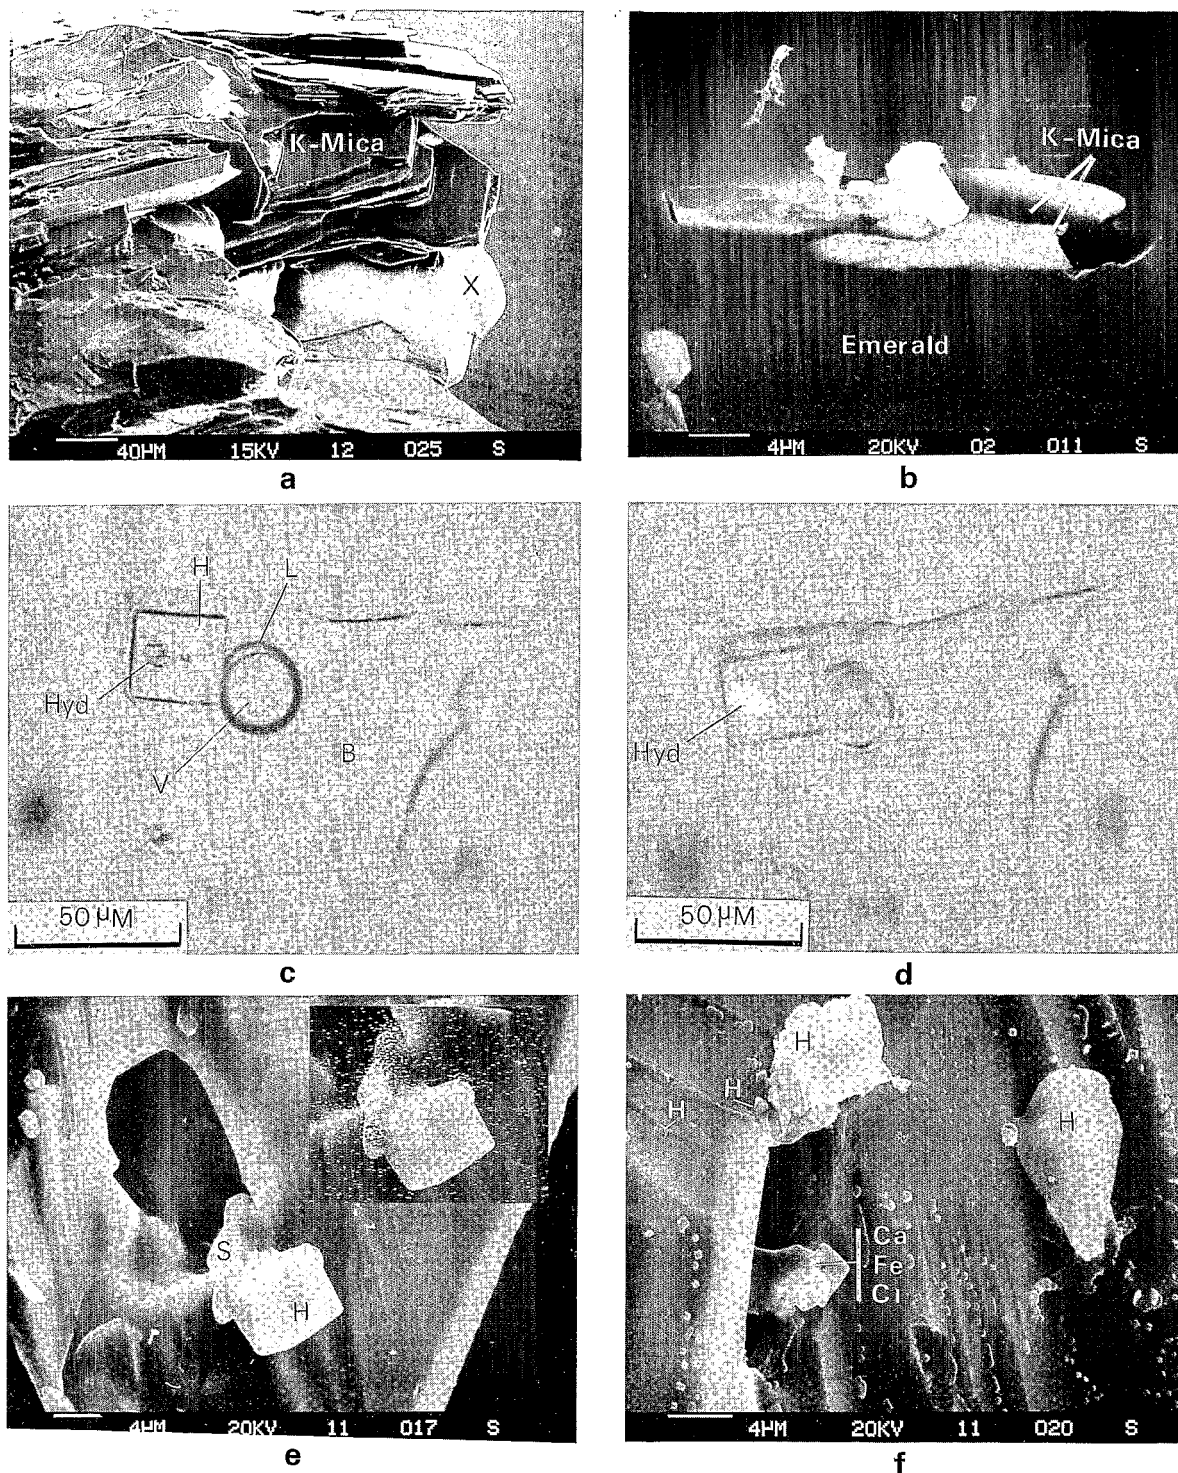 K-Mica
X
40µM 15KV 12 025 S
a
K-Mica
Emerald
4µM 20KV 02 011 S
b
H L
Hyd
V
B
50 µM
c
Hyd
50 µM
d
S
H
4µM 20KV 11 017 S
e
H
H
H
H
Ca
Fe
Cl
4µM 20KV 11 020 S
f